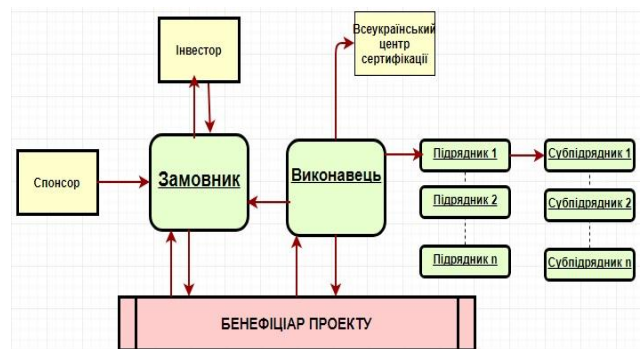 Всеукраїнський
центр
сертифікації
Інвестор
Спонсор
Замовник
Виконавець
Підрядник 1
Субпідрядник 1
Підрядник 2
Субпідрядник 2
Підрядник n
Субпідрядник n
БЕНЕФІЦІАР ПРОЕКТУ